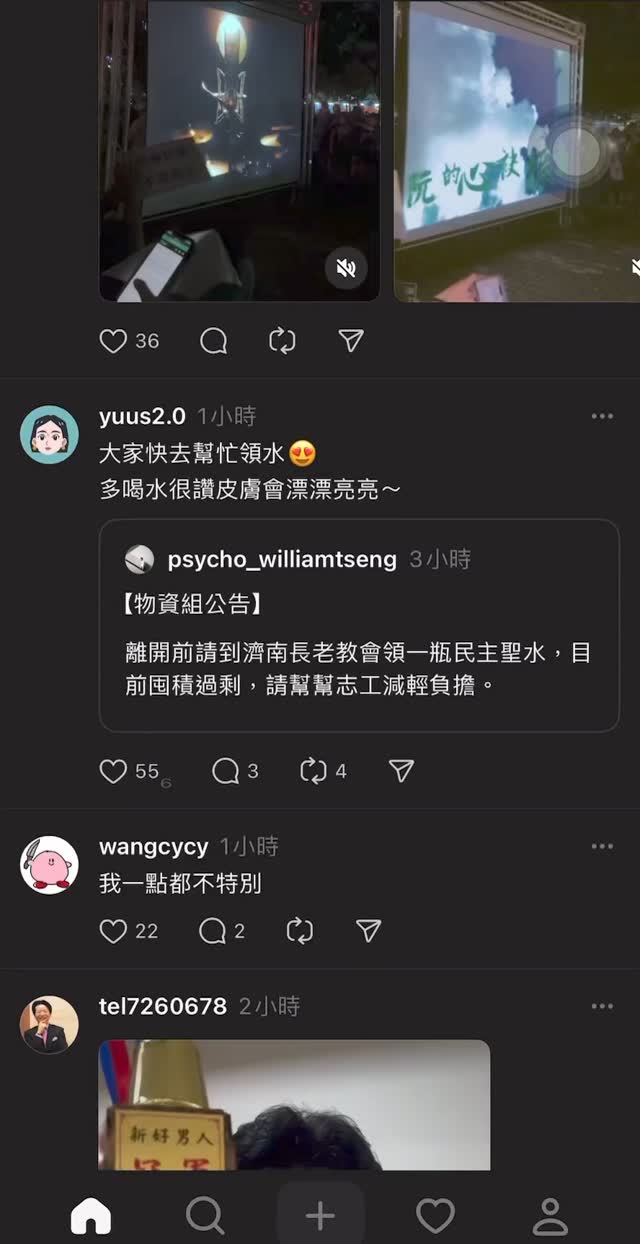 阮的心裡
36
yuus2.0 1小時
大家快去幫忙領水😍
多喝水很讚皮膚會漂漂亮亮～
psycho_williamtseng 3小時
【物資組公告】
離開前請到濟南長老教會領一瓶民主聖水，目
前囤積過剩，請幫幫志工減輕負擔。
55 6 3 4
wangcycy 1小時
我一點都不特別
22 2
tel7260678 2小時
新好男人